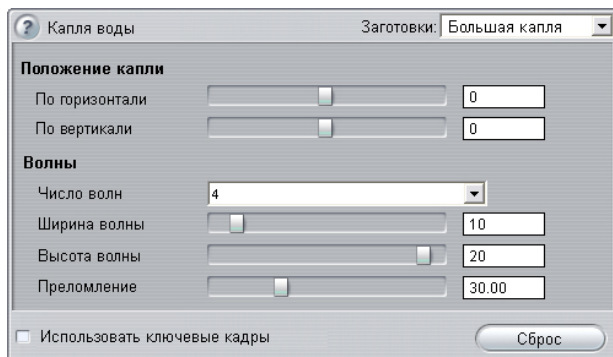 ? Капля воды Заготовки: Большая капля
Положение капли
По горизонтали 0
По вертикали 0
Волны
Число волн 4
Ширина волны 10
Высота волны 20
Преломление 30.00
Использовать ключевые кадры Сброс